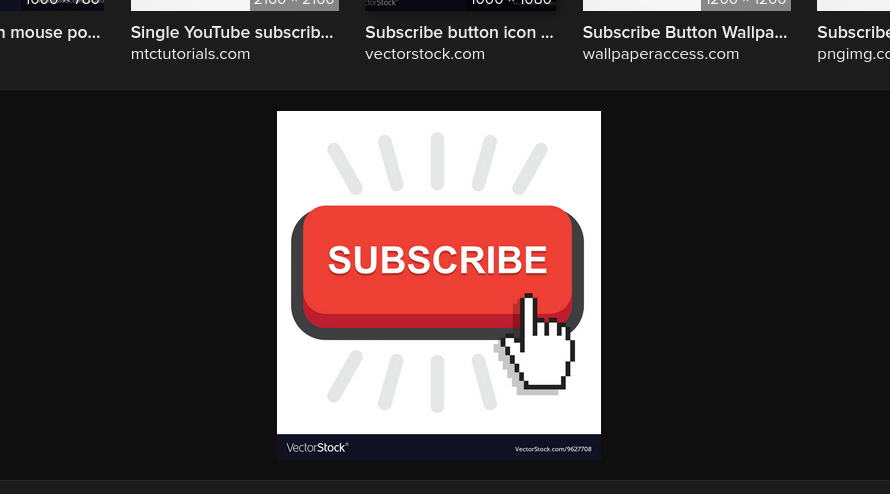 n mouse po...
Single YouTube subscrib...
mtctutorials.com
Subscribe button icon ...
vectorstock.com
Subscribe Button Wallpa...
wallpaperaccess.com
Subscribe
pngimg.co
SUBSCRIBE
VectorStock®
VectorStock.com/9627708